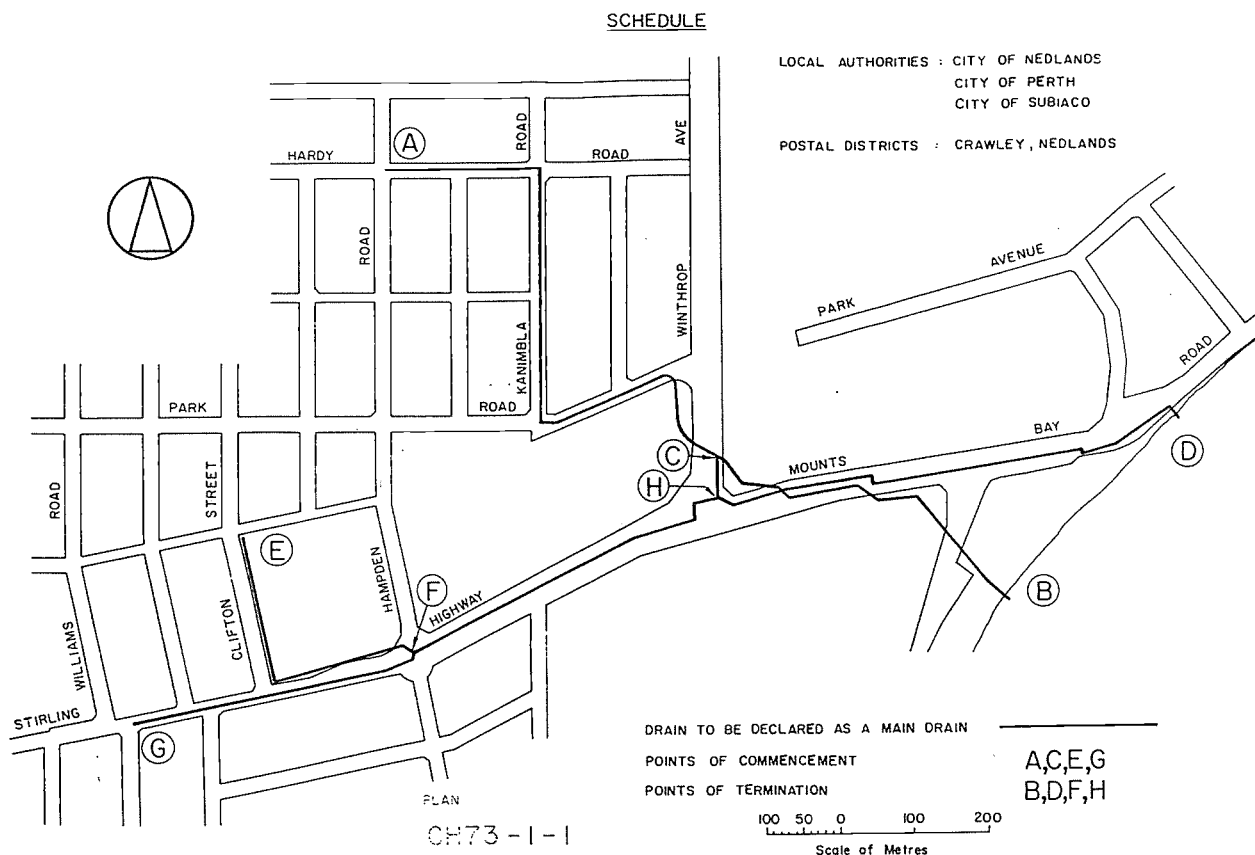 SCHEDULE
LOCAL AUTHORITIES : CITY OF NEDLANDS
CITY OF PERTH
CITY OF SUBIACO
POSTAL DISTRICTS : CRAWLEY, NEDLANDS
A
HARDY
ROAD
ROAD
AVE
ROAD
KANIMBLA
WINTHROP
PARK
AVENUE
ROAD
PARK
ROAD
BAY
MOUNTS
C
D
H
ROAD
STREET
E
HAMPDEN
F
HIGHWAY
B
WILLIAMS
CLIFTON
STIRLING
G
DRAIN TO BE DECLARED AS A MAIN DRAIN
POINTS OF COMMENCEMENT A,C,E,G
POINTS OF TERMINATION B,D,F,H
PLAN
CH73-1-1
100 50 0 100 200
Scale of Metres